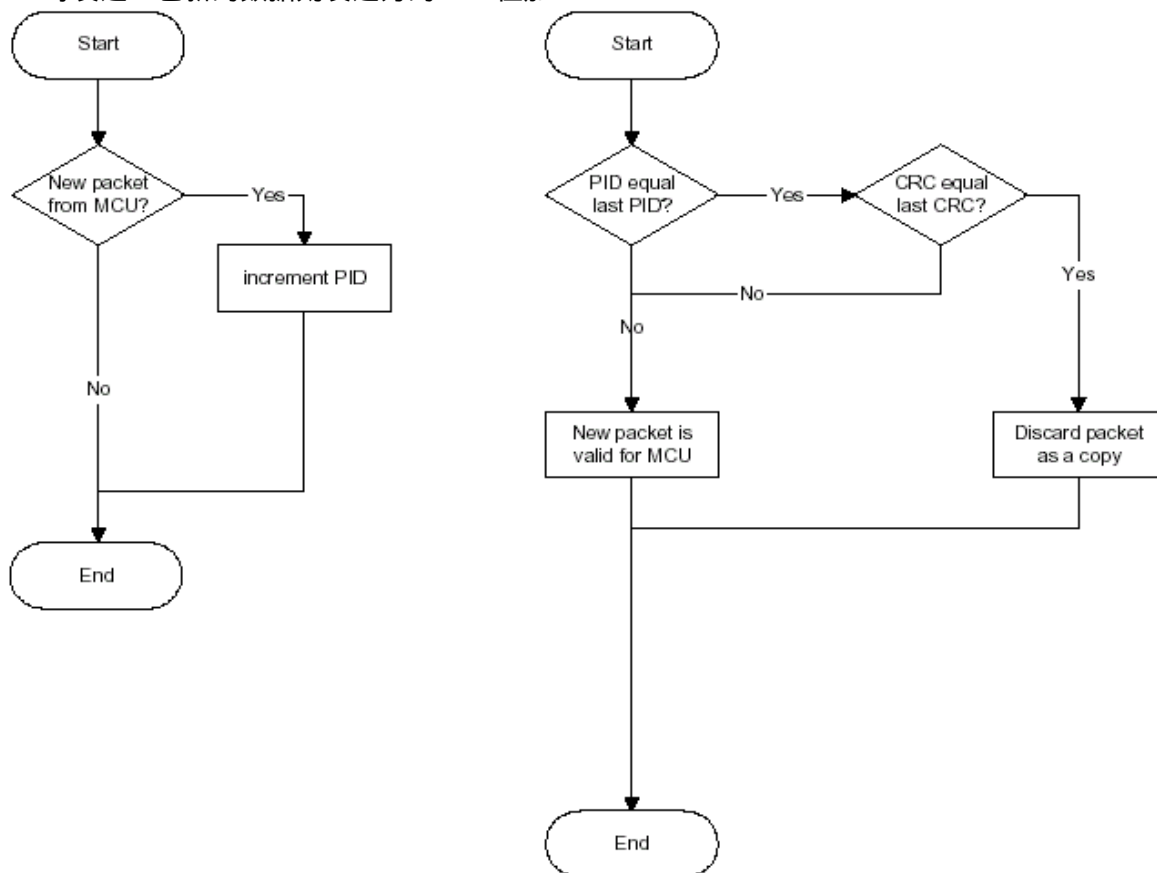 Start
New packet
from MCU?
Yes
increment PID
No
End
Start
PID equal
last PID?
Yes
CRC equal
last CRC?
No
Yes
No
New packet is
valid for MCU
Discard packet
as a copy
End